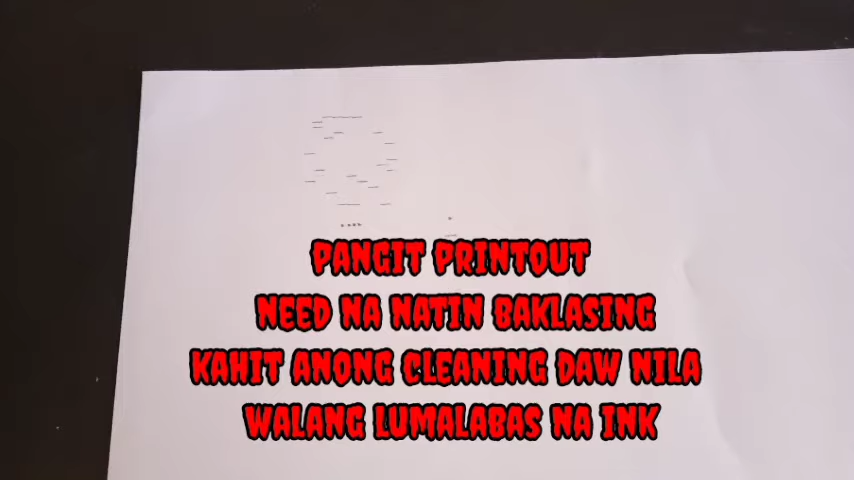 PANGIT PRINTOUT
NEED NA NATIN BAKLASING
KAHIT ANONG CLEANING DAW NILA
WALANG LUMALABAS NA INK